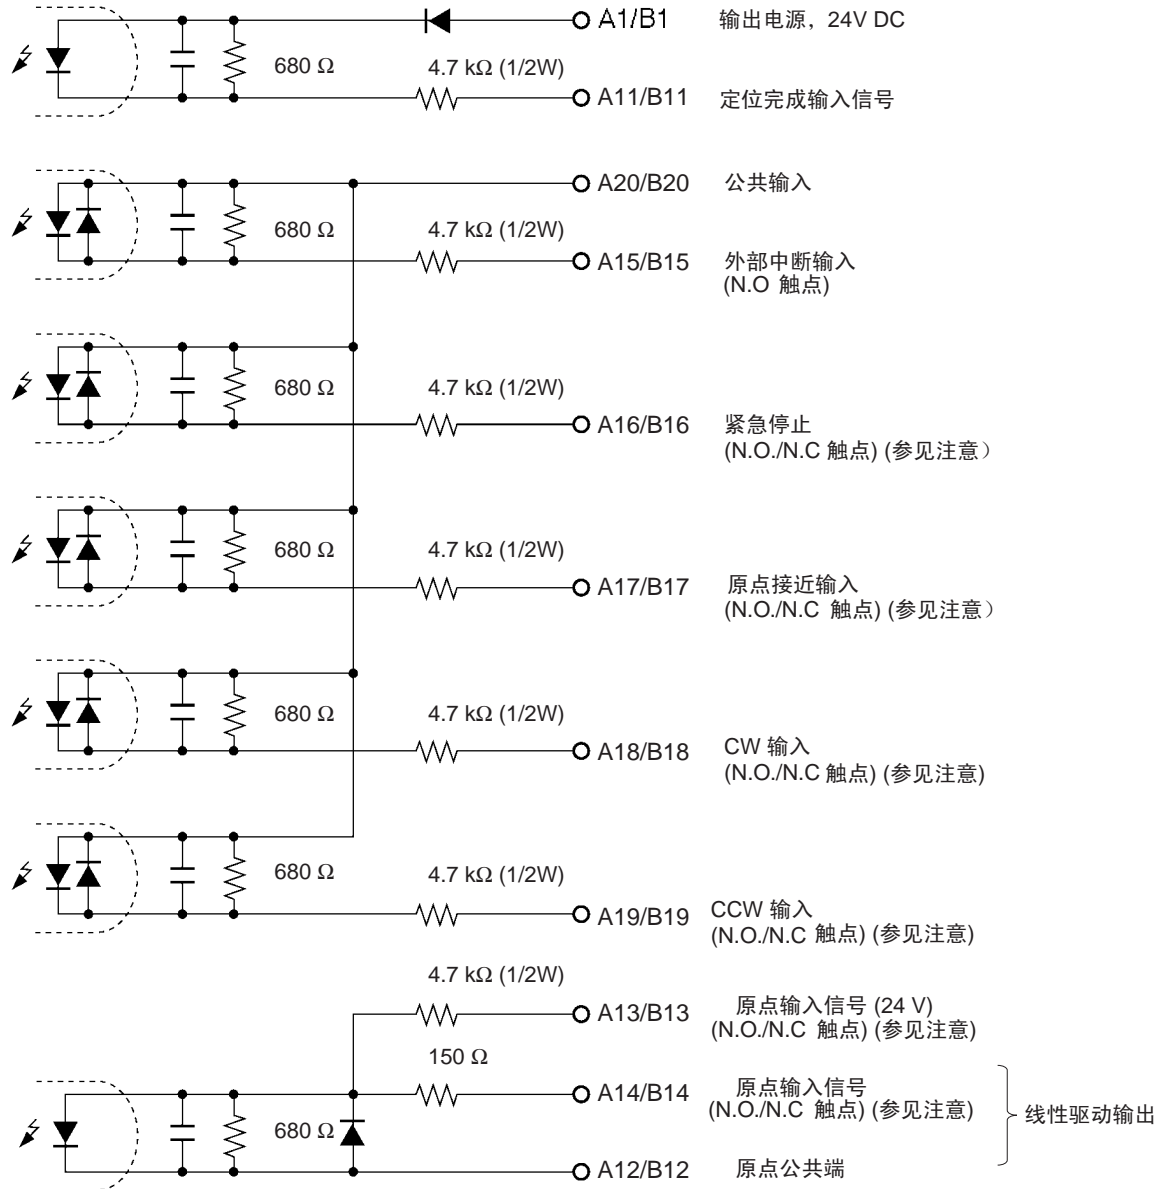 A1/B1 输出电源，24V DC
680 Ω
4.7 kΩ (1/2W)
A11/B11 定位完成输入信号
A20/B20 公共输入
680 Ω
4.7 kΩ (1/2W)
A15/B15 外部中断输入
(N.O 触点)
680 Ω
4.7 kΩ (1/2W)
A16/B16 紧急停止
(N.O./N.C 触点) (参见注意）
680 Ω
4.7 kΩ (1/2W)
A17/B17 原点接近输入
(N.O./N.C 触点) (参见注意）
680 Ω
4.7 kΩ (1/2W)
A18/B18 CW 输入
(N.O./N.C 触点) (参见注意)
680 Ω
4.7 kΩ (1/2W)
A19/B19 CCW 输入
(N.O./N.C 触点) (参见注意)
4.7 kΩ (1/2W)
A13/B13 原点输入信号 (24 V)
(N.O./N.C 触点) (参见注意)
150 Ω
A14/B14 原点输入信号
(N.O./N.C 触点) (参见注意)
线性驱动输出
680 Ω
A12/B12 原点公共端